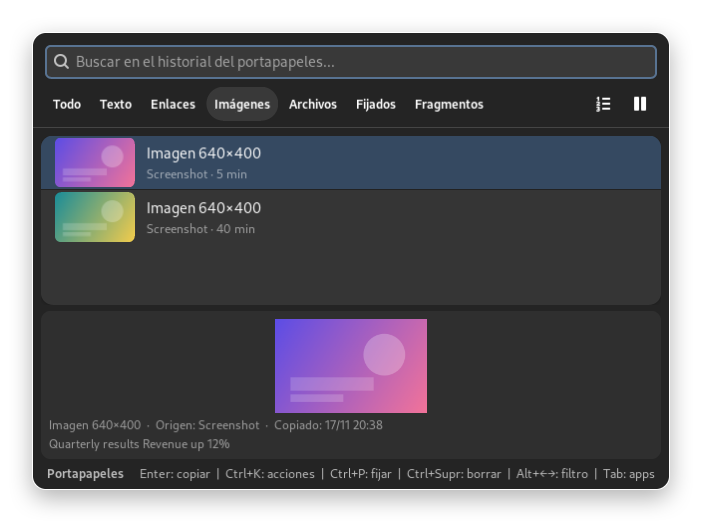 Buscar en el historial del portapapeles...
Todo Texto Enlaces Imágenes Archivos Fijados Fragmentos
Imagen 640×400
Screenshot · 5 min
Imagen 640×400
Screenshot · 40 min
Imagen 640×400 · Origen: Screenshot · Copiado: 17/11 20:38
Quarterly results Revenue up 12%
Portapapeles Enter: copiar | Ctrl+K: acciones | Ctrl+P: fijar | Ctrl+Supr: borrar | Alt+←→: filtro | Tab: apps